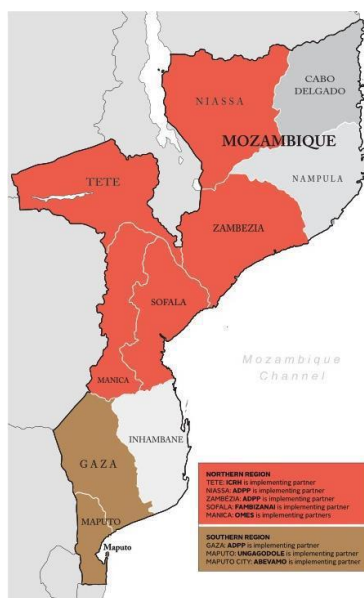 CABO
DELGADO
NIASSA
MOZAMBIQUE
NAMPULA
TETE
ZAMBEZIA
SOFALA
Mozambique
Channel
MANICA
INHAMBANE
GAZA
MAPUTO
Maputo
NORTHERN REGION
TETE: ICRH is implementing partner
NIASSA: ADPP is implementing partner
ZAMBÉZIA: ADPP is implementing partner
SOFALA: FAMBIZANAI is implementing partner
MANICA: OMES is implementing partners
SOUTHERN REGION
GAZA: ADPP is implementing partner
MAPUTO: UNGAGODOLE is implementing partner
MAPUTO CITY: ABEVAMO is implementing partner